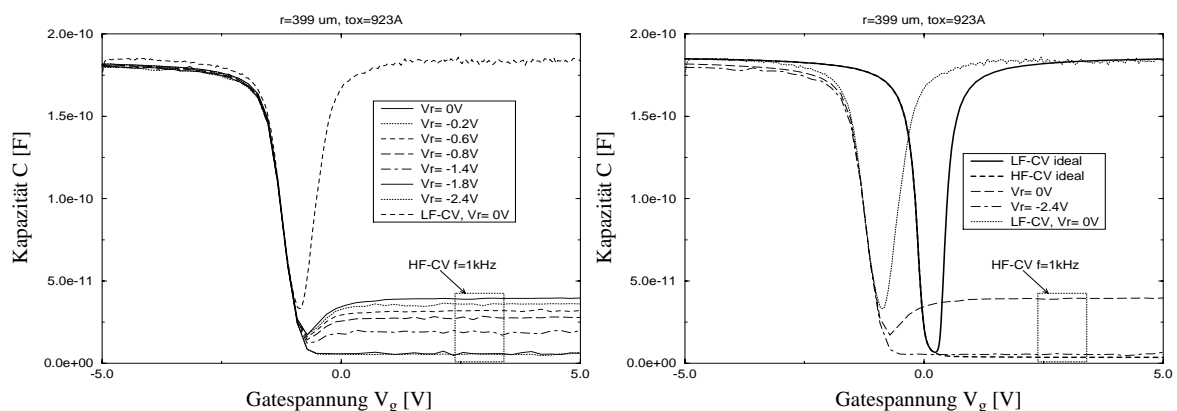 r=399 um, tox=923A
2.0e-10
1.5e-10
1.0e-10
5.0e-11
0.0e+00
Kapazität C [F]
Vr= 0V
Vr= -0.2V
Vr= -0.6V
Vr= -0.8V
Vr= -1.4V
Vr= -1.8V
Vr= -2.4V
LF-CV, Vr= 0V
HF-CV f=1kHz
-5.0
0.0
5.0
Gatespannung Vg [V]
r=399 um, tox=923A
2.0e-10
1.5e-10
1.0e-10
5.0e-11
0.0e+00
Kapazität C [F]
LF-CV ideal
HF-CV ideal
Vr= 0V
Vr= -2.4V
LF-CV, Vr= 0V
HF-CV f=1kHz
-5.0
0.0
5.0
Gatespannung Vg [V]